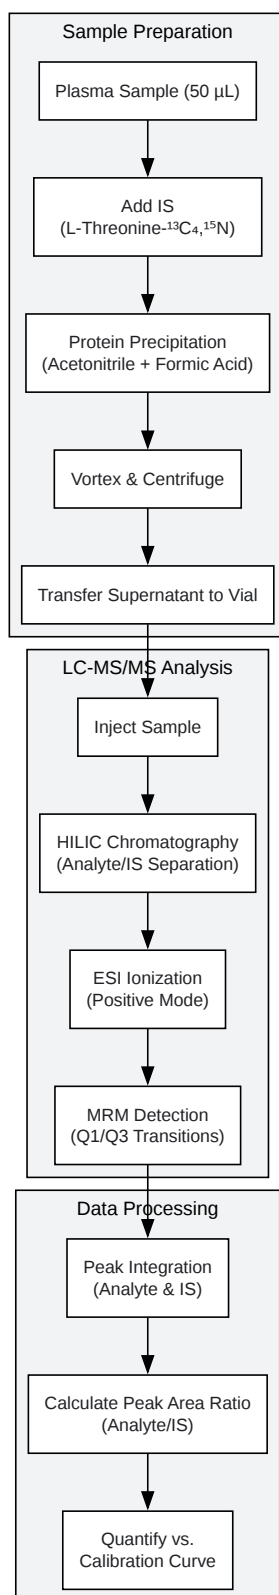 Sample Preparation
Plasma Sample (50 µL)
Add IS
(L-Threonine-¹³C₄,¹⁵N)
Protein Precipitation
(Acetonitrile + Formic Acid)
Vortex & Centrifuge
Transfer Supernatant to Vial
LC-MS/MS Analysis
Inject Sample
HILIC Chromatography
(Analyte/IS Separation)
ESI Ionization
(Positive Mode)
MRM Detection
(Q1/Q3 Transitions)
Data Processing
Peak Integration
(Analyte & IS)
Calculate Peak Area Ratio
(Analyte/IS)
Quantify vs.
Calibration Curve